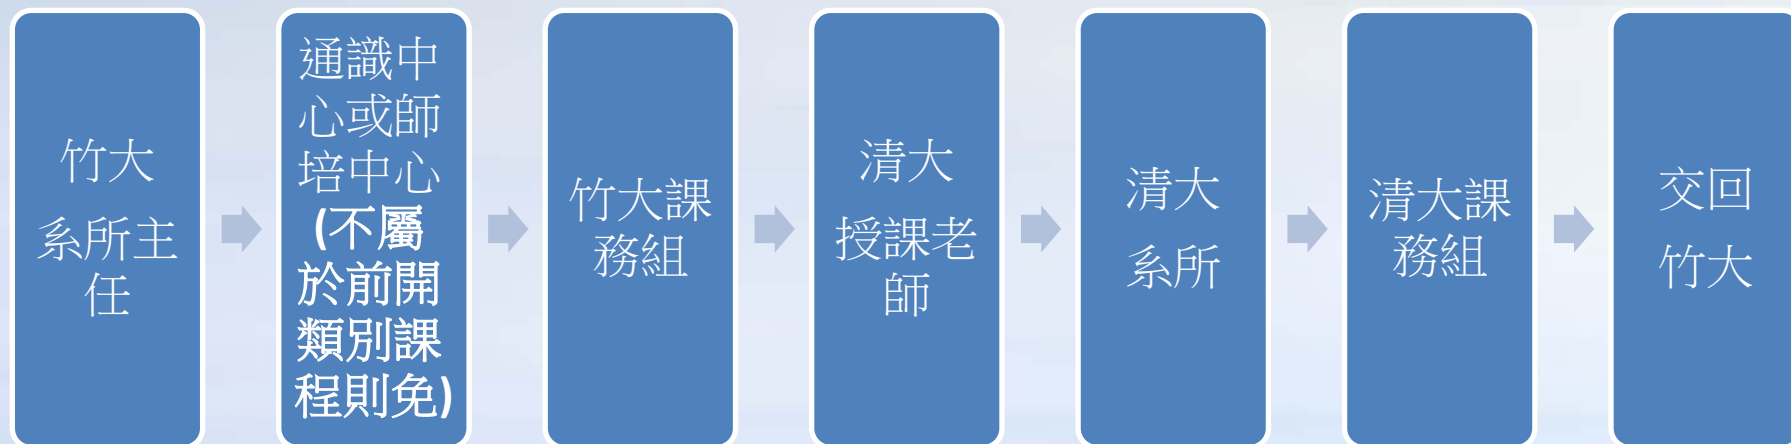 竹大
系所主
任
通識中
心或師
培中心
(不屬
於前開
類別課
程則免)
竹大課
務組
清大
授課老
師
清大
系所
清大課
務組
交回
竹大